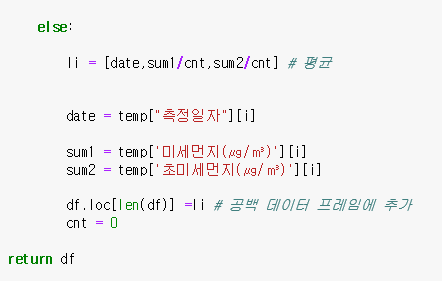 else:
li = [date,sum1/cnt,sum2/cnt] # 평균
date = temp["측정일자"][i]
sum1 = temp['미세먼지(㎍/㎥)'][i]
sum2 = temp['초미세먼지(㎍/㎥)'][i]
df.loc[len(df)] =li # 공백 데이터 프레임에 추가
cnt = 0
return df